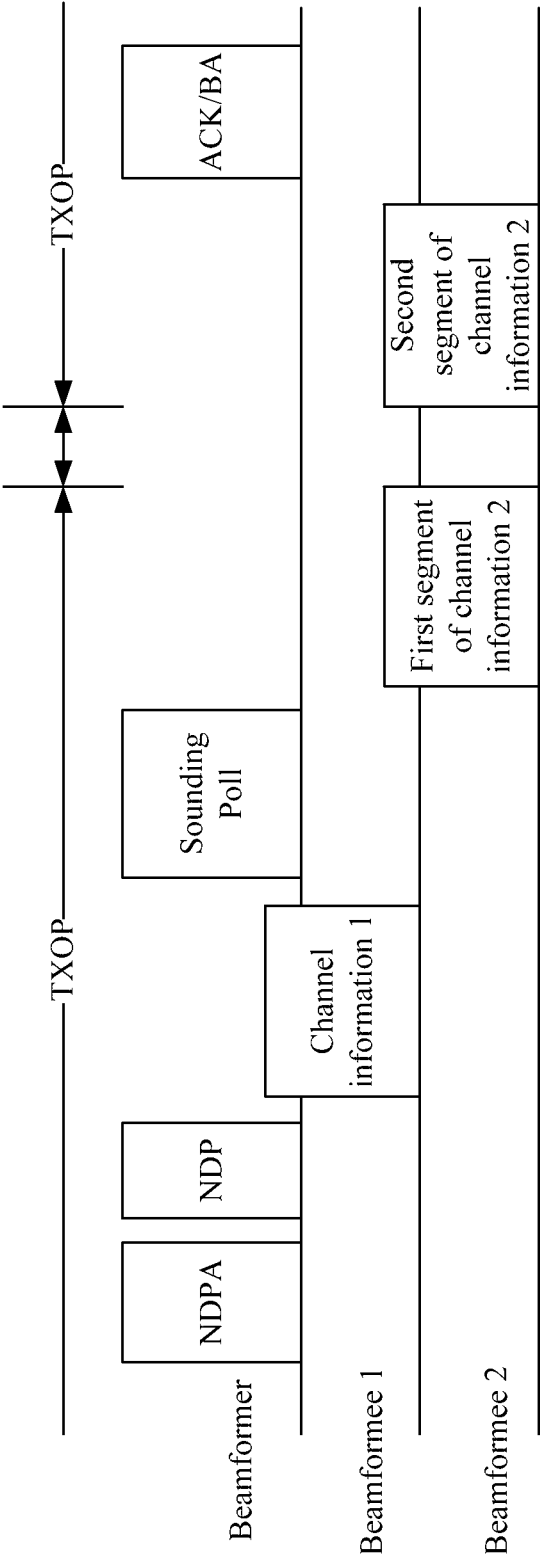 TXOP
TXOP
Beamformer
NDPA
NDP
Sounding
Poll
ACK/BA
Beamformee 1
Channel
information 1
Beamformee 2
First segment
of channel
information 2
Second
segment of
channel
information 2